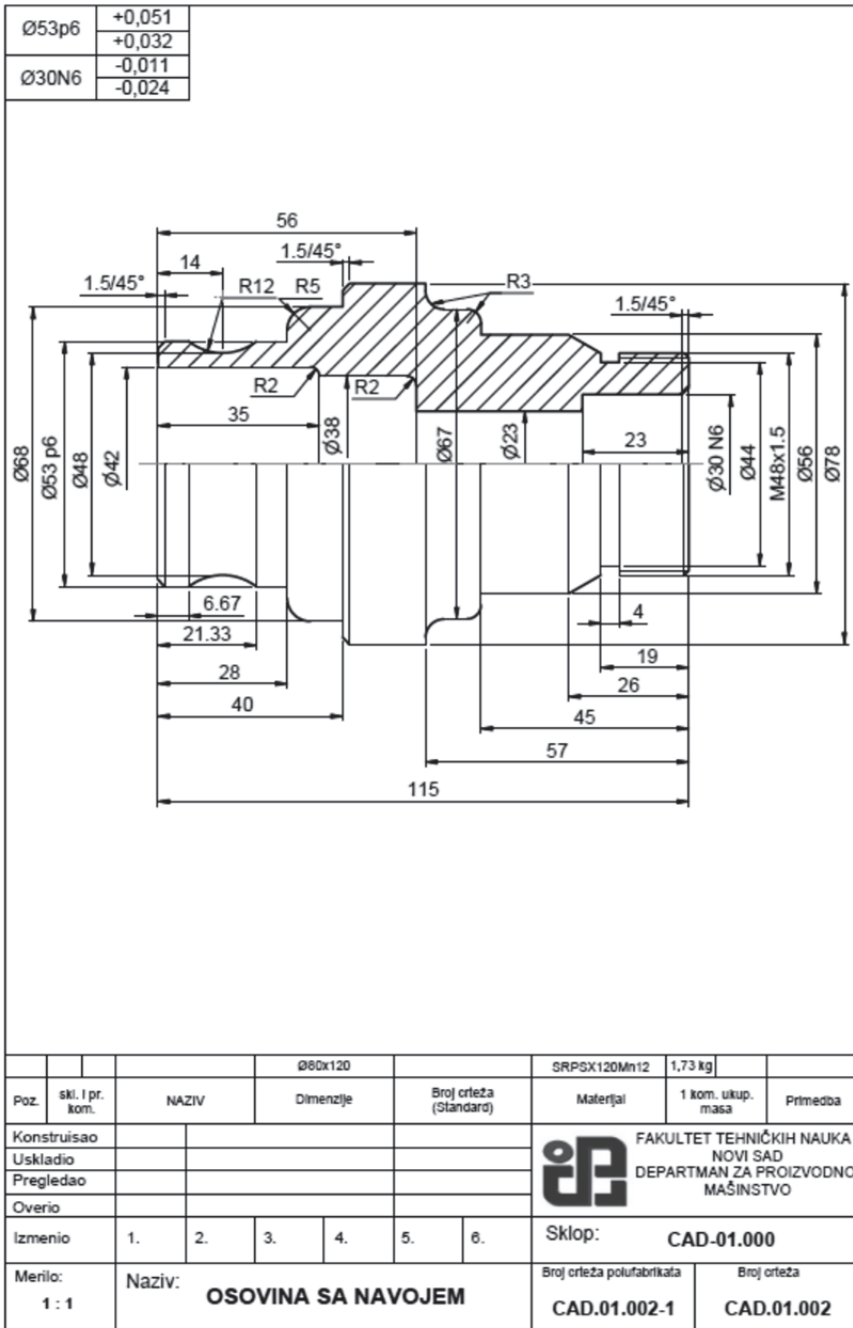 Ø53p6
+0,051
+0,032
Ø30N6
-0,011
-0,024
56
14
1.5/45°
1.5/45°
R12
R5
R3
1.5/45°
R2
R2
35
23
Ø68
Ø53 p6
Ø48
Ø42
Ø38
Ø67
Ø23
Ø30 N6
Ø44
M48x1.5
Ø56
Ø78
6.67
4
21.33
19
28
26
40
45
57
115
Ø80x120
SRPSX120Mn12
1,73 kg
Poz.
skl. i pr.
kom.
NAZIV
Dimenzije
Broj crteža
(Standard)
Materijal
1 kom. ukup.
masa
Primedba
Konstruisao
Uskladio
Pregledao
Overio
FAKULTET TEHNIČKIH NAUKA
NOVI SAD
DEPARTMAN ZA PROIZVODNO
MAŠINSTVO
Izmenio
1.
2.
3.
4.
5.
6.
Sklop:
CAD-01.000
Merilo:
1 : 1
Naziv:
OSOVINA SA NAVOJEM
Broj crteža polufabrikata
CAD.01.002-1
Broj crteža
CAD.01.002